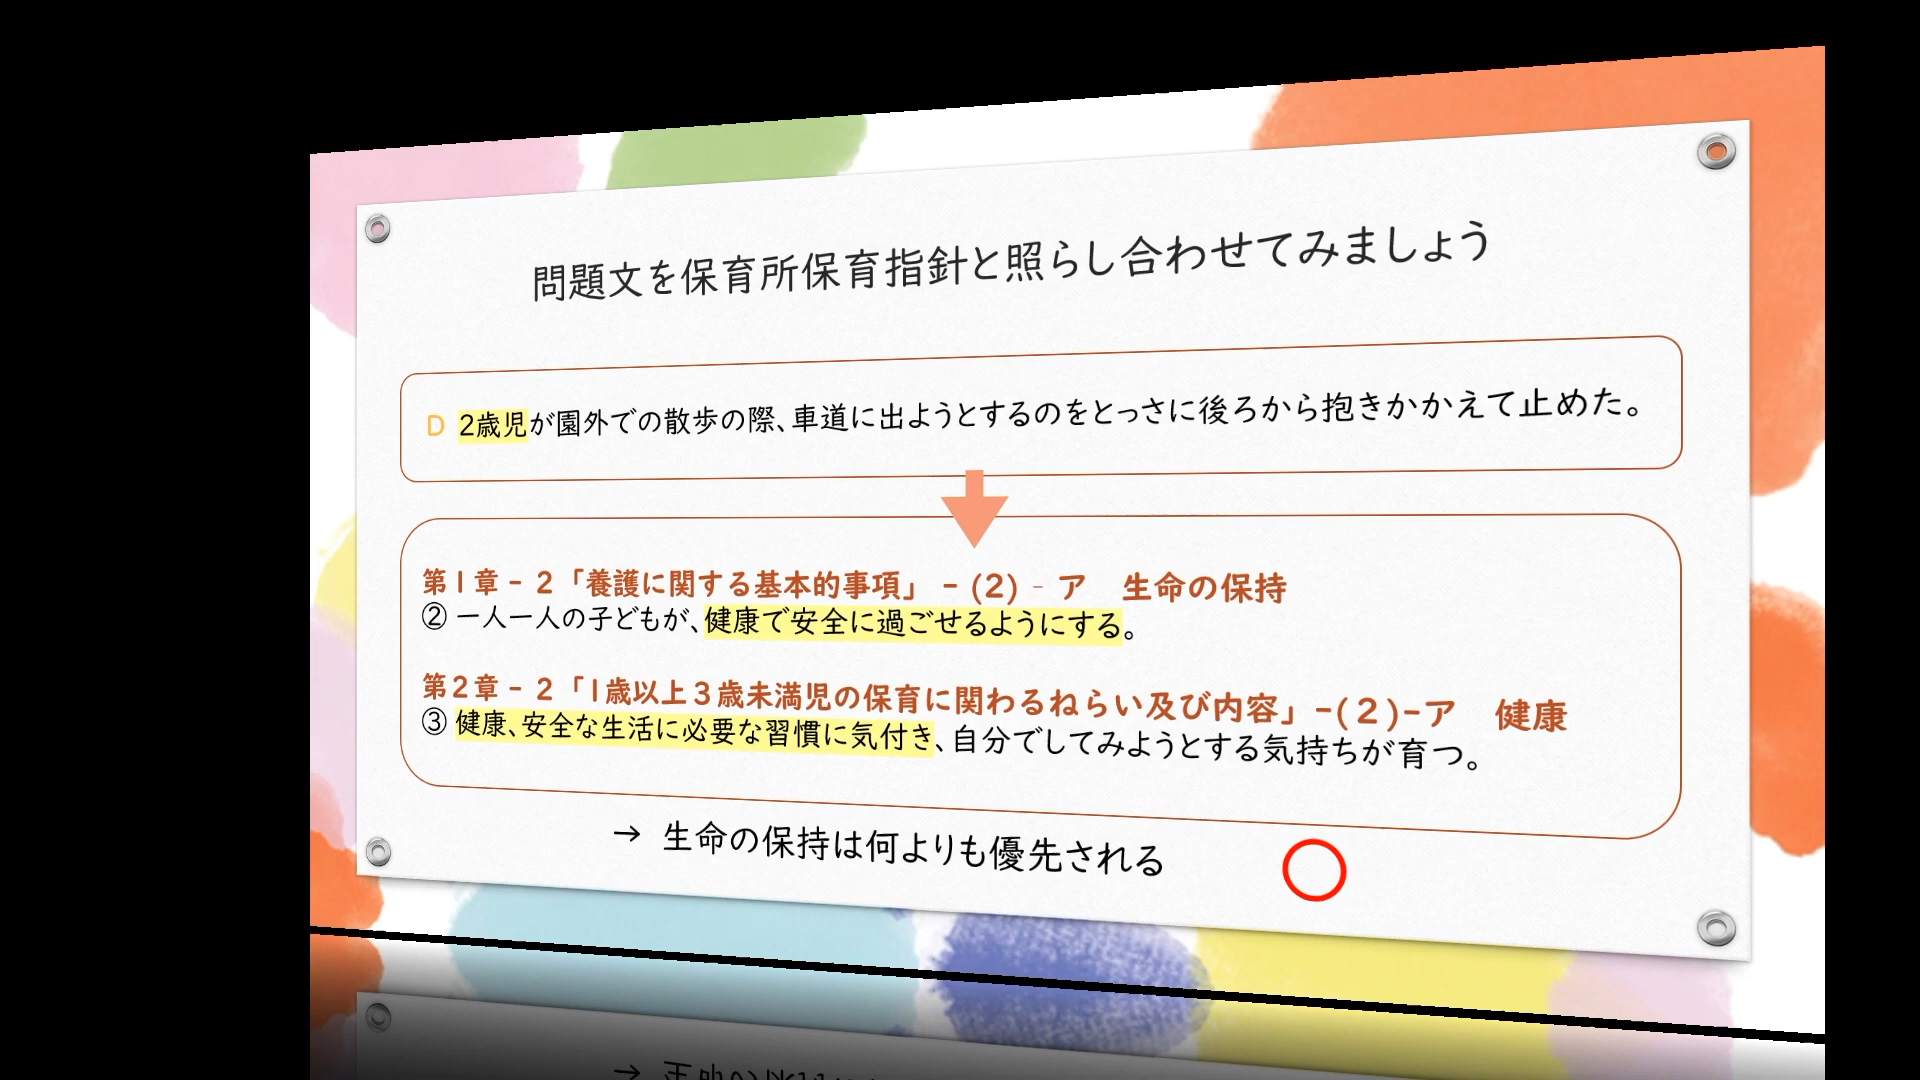 問題文を保育所保育指針と照らし合わせてみましょう
D 2歳児が園外での散歩の際、車道に出ようとするのをとっさに後ろから抱きかかえて止めた。
第1章-2「養護に関する基本的事項」 -(2)-ア 生命の保持
② 一人一人の子どもが、健康で安全に過ごせるようにする。
第2章-2「1歳以上3歳未満児の保育に関わるねらい及び内容」-(2)-ア 健康
③ 健康、安全な生活に必要な習慣に気付き、自分でしてみようとする気持ちが育つ。
→ 生命の保持は何よりも優先される